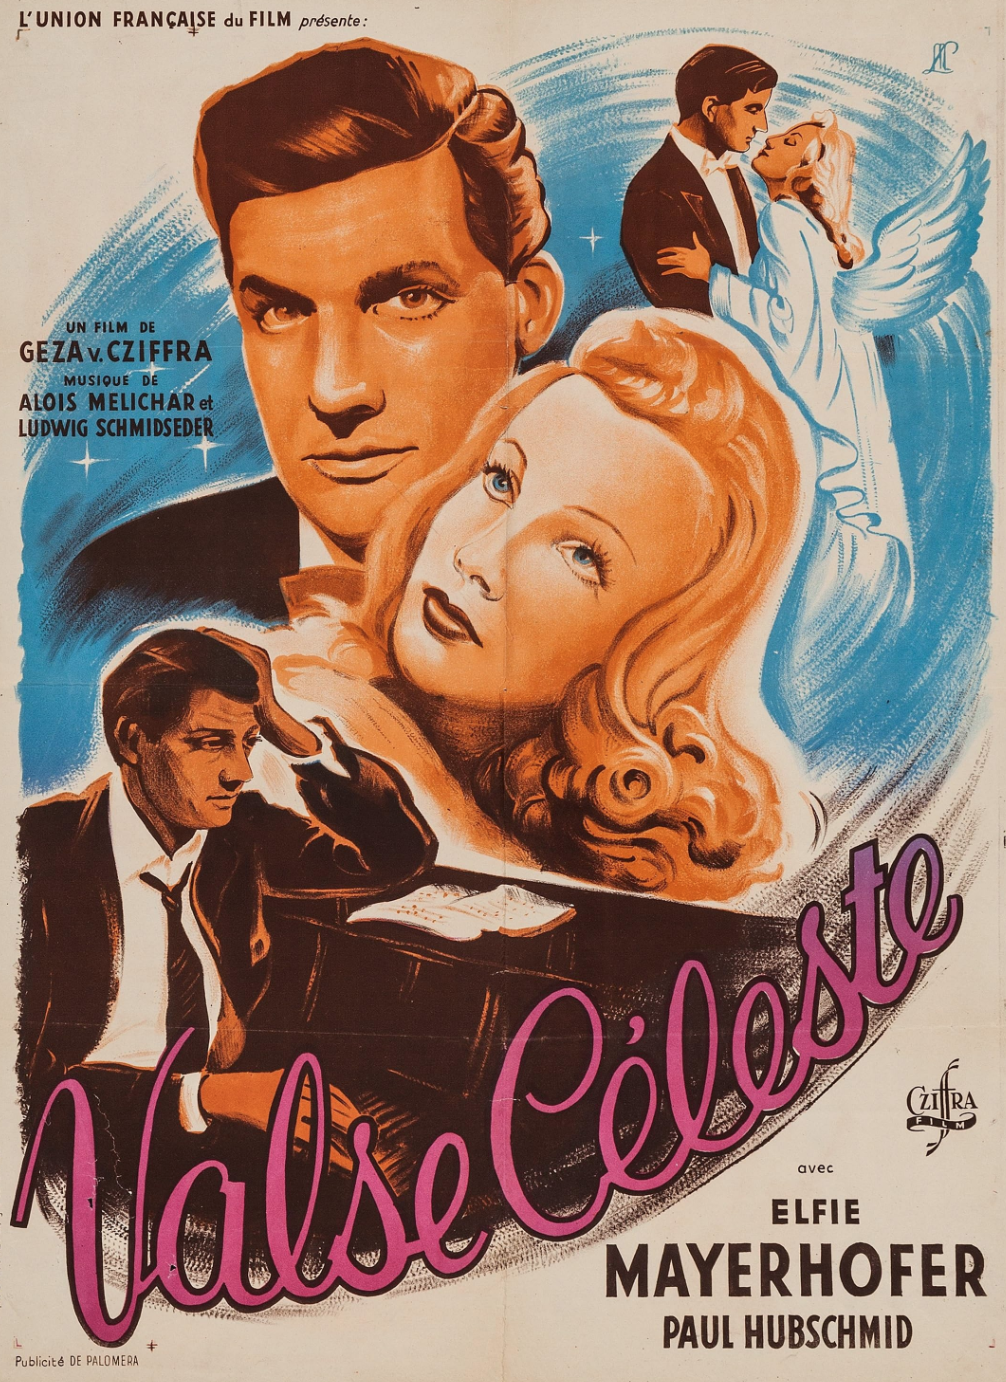 L'UNION FRANÇAISE du FILM présente:
UN FILM DE
GEZA v. CZIFFRA
MUSIQUE DE
ALOIS MELICHAR et
LUDWIG SCHMIDSEDER
Valse Céleste
CZIFFRA
FILM
avec
ELFIE
MAYERHOFER
PAUL HUBSCHMID
Publicité DE PALOMERA